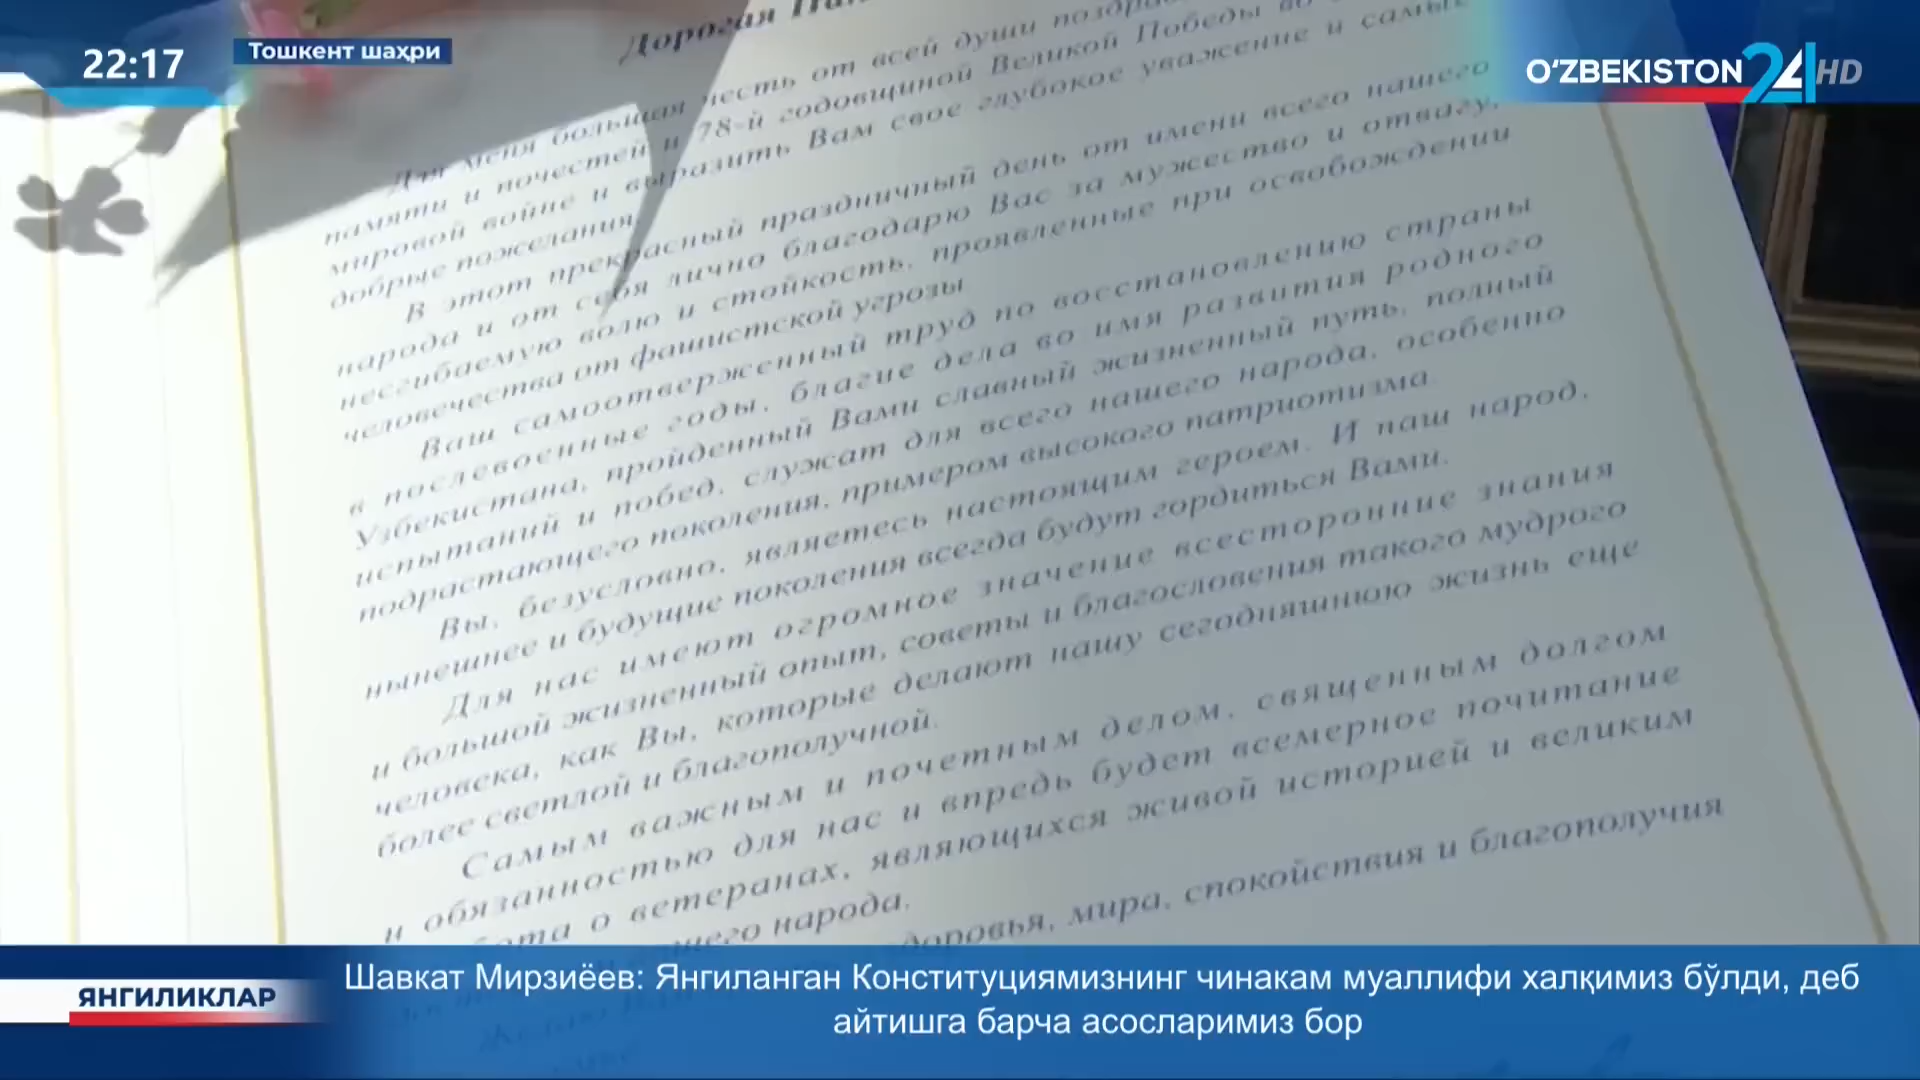 22:17
Тошкент шаҳри
O‘ZBEKISTON 24 HD
Дорогая
Для меня большая честь от всей души
памяти и почестей и 78-й годовщиной Великой Победы во
мировой войне и выразить Вам свое глубокое уважение и самые
добрые пожелания.
В этот прекрасный праздничный день от имени всего нашего
народа и от себя лично благодарю Вас за мужество и отвагу,
несгибаемую волю и стойкость, проявленные при освобождении
человечества от фашистской угрозы.
Ваш самоотверженный труд по восстановлению страны
в послевоенные годы, благие дела во имя развития родного
Узбекистана, пройденный Вами славный жизненный путь, полный
испытаний и побед, служат для всего нашего народа, особенно
подрастающего поколения, примером высокого патриотизма.
Вы, безусловно, являетесь настоящим героем. И наш народ,
нынешнее и будущие поколения всегда будут гордиться Вами.
Для нас имеют огромное значение всесторонние знания
и большой жизненный опыт, советы и благословения такого мудрого
человека, как Вы, которые делают нашу сегодняшнюю жизнь еще
более светлой и благополучной.
Самым важным и почетным делом, священным долгом
и обязанностью для нас и впредь будет всемерное почитание
о ветеранах, являющихся живой историей и великим
народа.
мира, спокойствия и благополучия
ЯНГИЛИКЛАР
Шавкат Мирзиёев: Янгиланган Конституциямизнинг чинакам муаллифи халқимиз бўлди, деб
айтишга барча асосларимиз бор